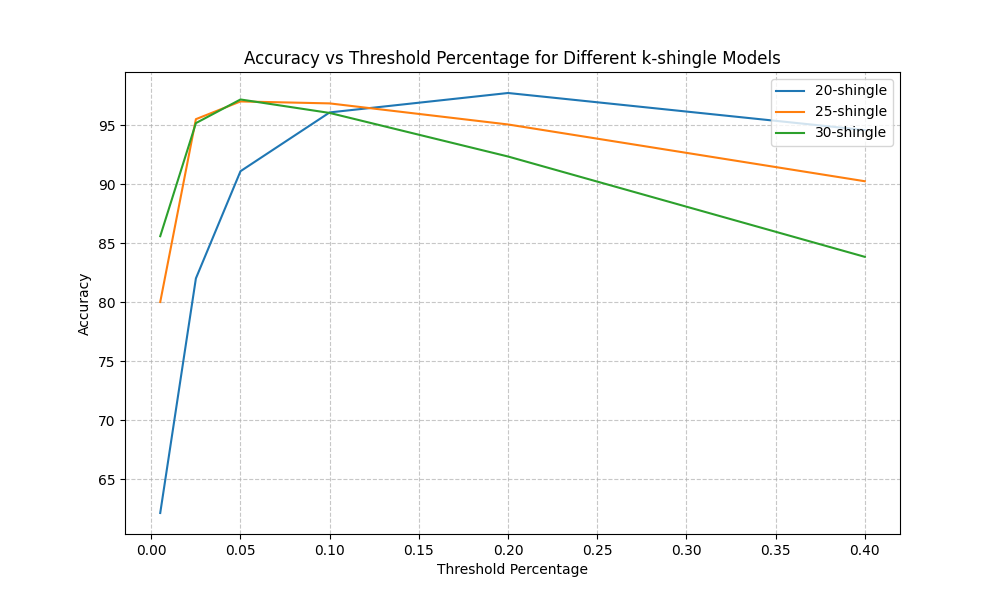 Accuracy vs Threshold Percentage for Different k-shingle Models
20-shingle
25-shingle
30-shingle
Accuracy
95
90
85
80
75
70
65
0.00 0.05 0.10 0.15 0.20 0.25 0.30 0.35 0.40
Threshold Percentage